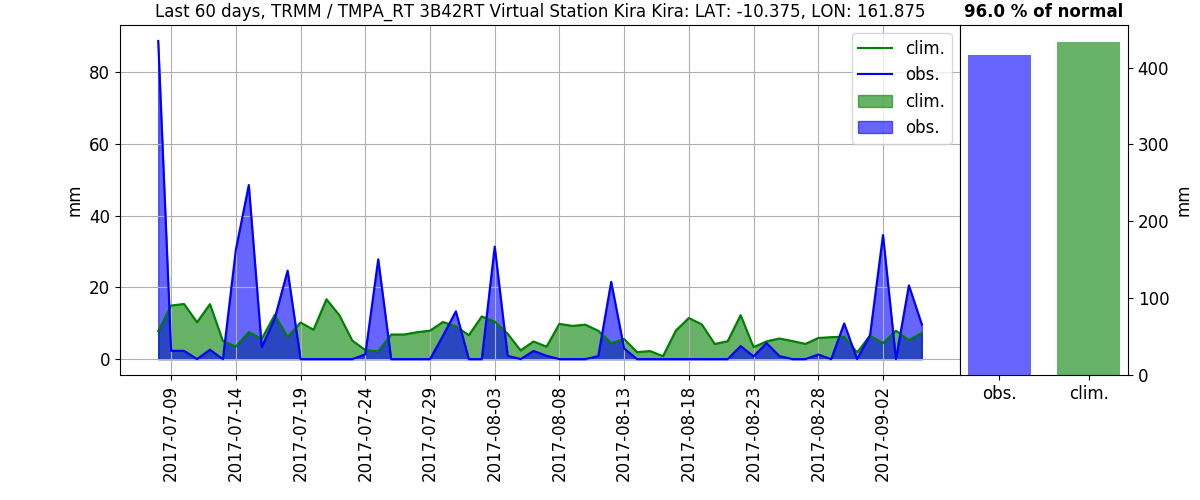 Last 60 days, TRMM / TMPA_RT 3B42RT Virtual Station Kira Kira: LAT: -10.375, LON: 161.875
96.0 % of normal
clim.
obs.
clim.
obs.
mm
80
60
40
20
0
2017-07-09
2017-07-14
2017-07-19
2017-07-24
2017-07-29
2017-08-03
2017-08-08
2017-08-13
2017-08-18
2017-08-23
2017-08-28
2017-09-02
400
300
200
100
0
mm
obs.
clim.